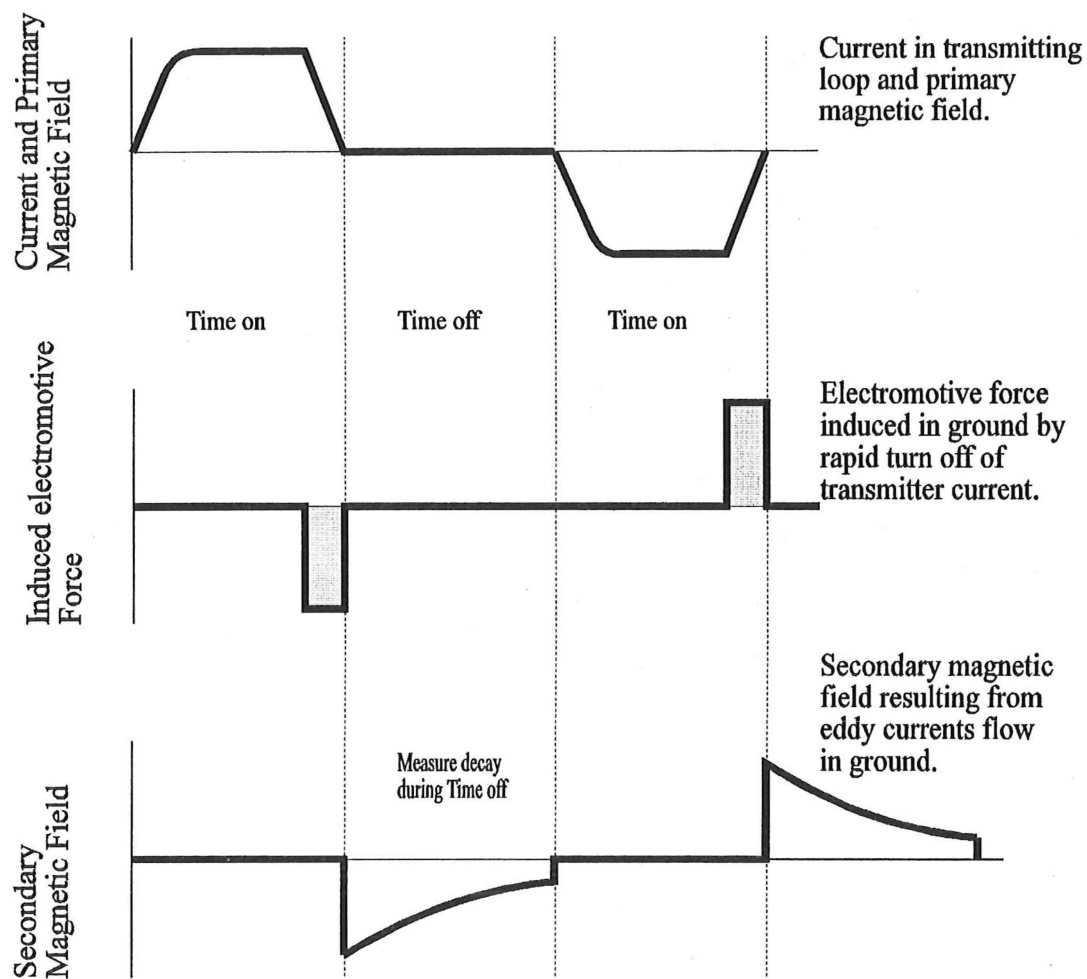 Current and Primary
Magnetic Field
Current in transmitting
loop and primary
magnetic field.
Time on
Time off
Time on
Induced electromotive
Force
Electromotive force
induced in ground by
rapid turn off of
transmitter current.
Secondary
Magnetic Field
Measure decay
during Time off
Secondary magnetic
field resulting from
eddy currents flow
in ground.